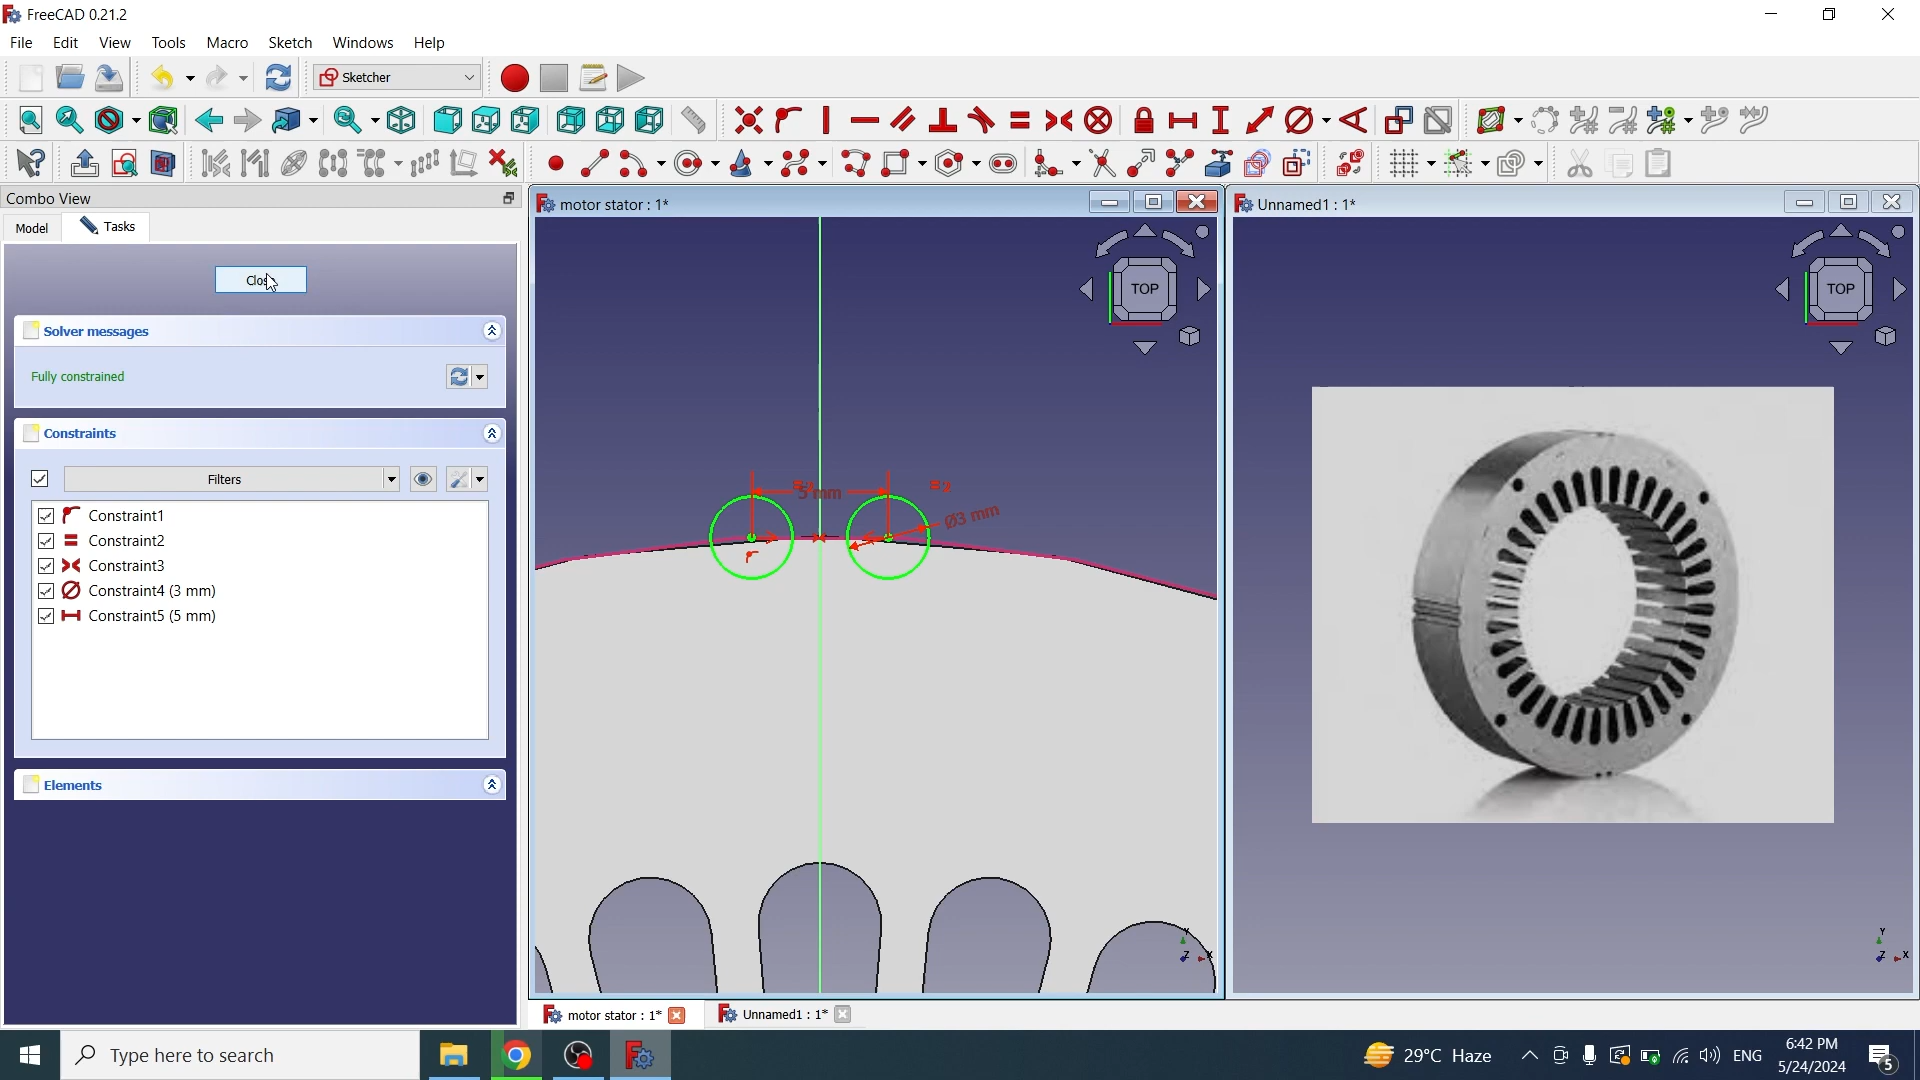 FreeCAD 0.21.2
File Edit View Tools Macro Sketch Windows Help
Sketcher
Combo View
Model Tasks
motor stator : 1*
Unnamed1 : 1*
TOP
TOP
Solver messages
Fully constrained
Constraints
Filters
Constraint1
Constraint2
Constraint3
Constraint4 (3 mm)
Constraint5 (5 mm)
Elements
5 mm
Ø3 mm
Y
Z X
Y
Z X
motor stator : 1*
Unnamed1 : 1*
Type here to search
29°C Haze
ENG
6:42 PM
5/24/2024
5